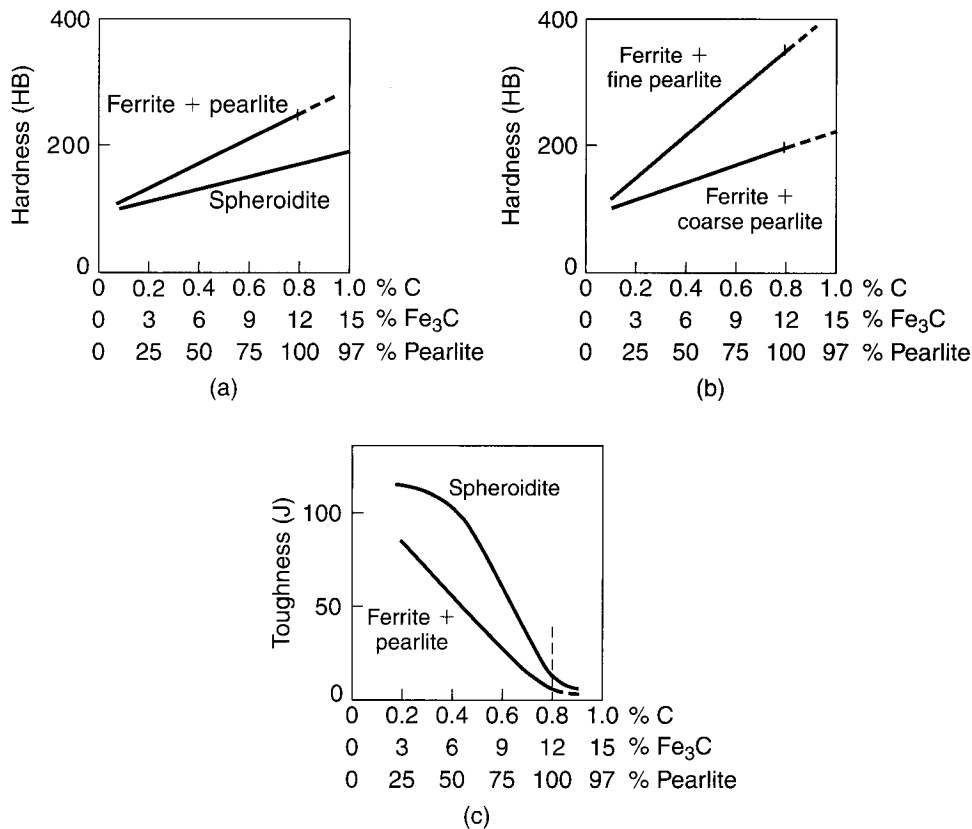 400
Hardness (HB)
Ferrite + pearlite
200
Spheroidite
0
0 0.2 0.4 0.6 0.8 1.0 % C
0 3 6 9 12 15 % Fe₃C
0 25 50 75 100 97 % Pearlite
(a)
400
Hardness (HB)
Ferrite +
fine pearlite
200
Ferrite +
coarse pearlite
0
0 0.2 0.4 0.6 0.8 1.0 % C
0 3 6 9 12 15 % Fe₃C
0 25 50 75 100 97 % Pearlite
(b)
Toughness (J)
Spheroidite
100
50
Ferrite +
pearlite
0
0 0.2 0.4 0.6 0.8 1.0 % C
0 3 6 9 12 15 % Fe₃C
0 25 50 75 100 97 % Pearlite
(c)